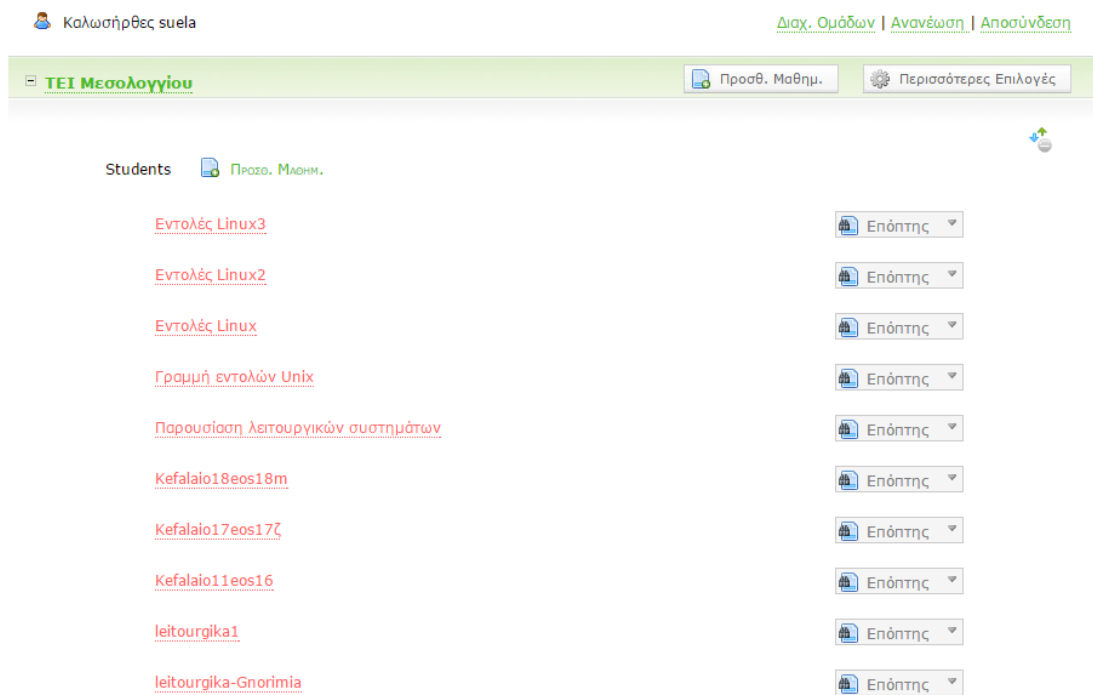 Καλωσήρθες suela
Διαχ. Ομάδων | Ανανέωση | Αποσύνδεση
ΤΕΙ Μεσολογγίου
Προσθ. Μαθημ.
Περισσότερες Επιλογές
Students Προσθ. Μαθημ.
Εντολές Linux3 Επόπτης
Εντολές Linux2 Επόπτης
Εντολές Linux Επόπτης
Γραμμή εντολών Unix Επόπτης
Παρουσίαση λειτουργικών συστημάτων Επόπτης
Kefalaio18eos18m Επόπτης
Kefalaio17eos17ζ Επόπτης
Kefalaio11eos16 Επόπτης
leitourgika1 Επόπτης
leitourgika-Gnorimia Επόπτης